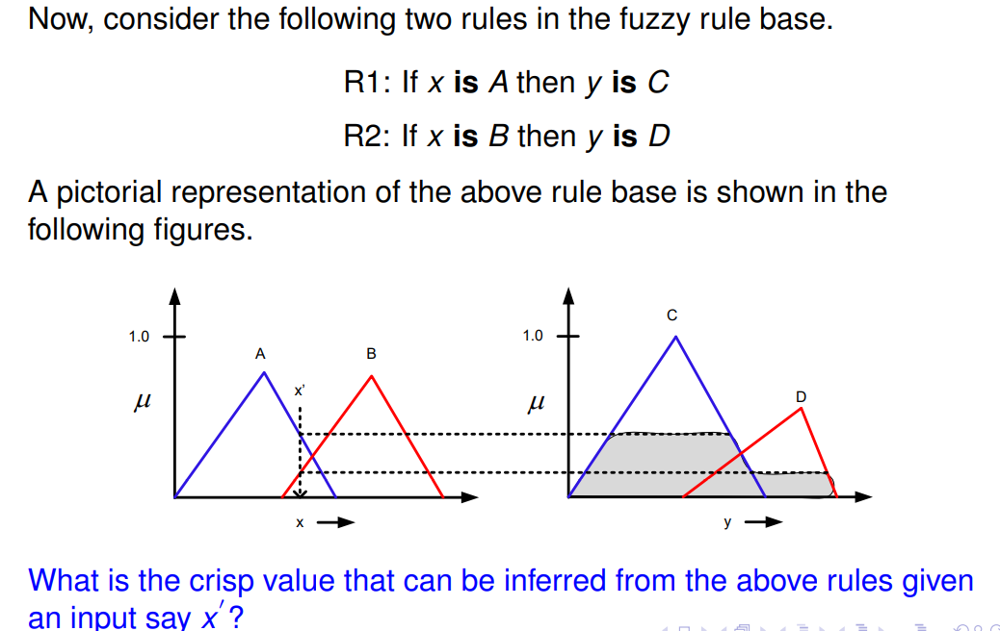 Now, consider the following two rules in the fuzzy rule base.
R1: If x is A then y is C
R2: If x is B then y is D
A pictorial representation of the above rule base is shown in the
following figures.
1.0
A
B
x'
μ
x
1.0
C
D
μ
y
What is the crisp value that can be inferred from the above rules given
an input say x′?